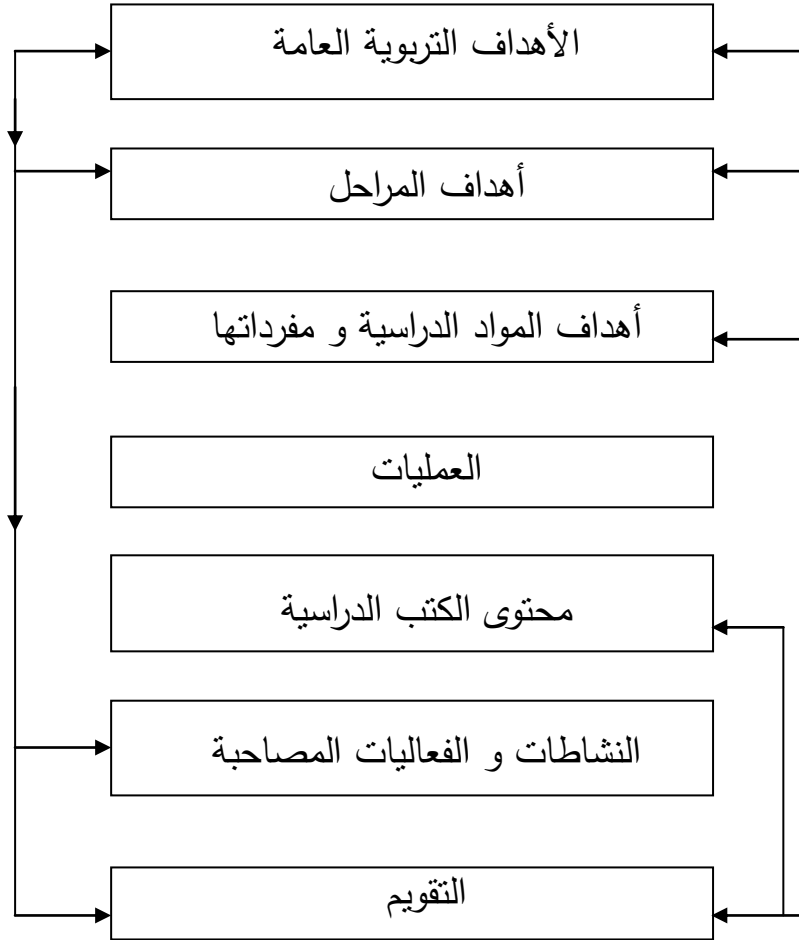 الأهداف التربوية العامة
أهداف المراحل
أهداف المواد الدراسية و مفرداتها
العمليات
محتوى الكتب الدراسية
النشاطات و الفعاليات المصاحبة
التقويم